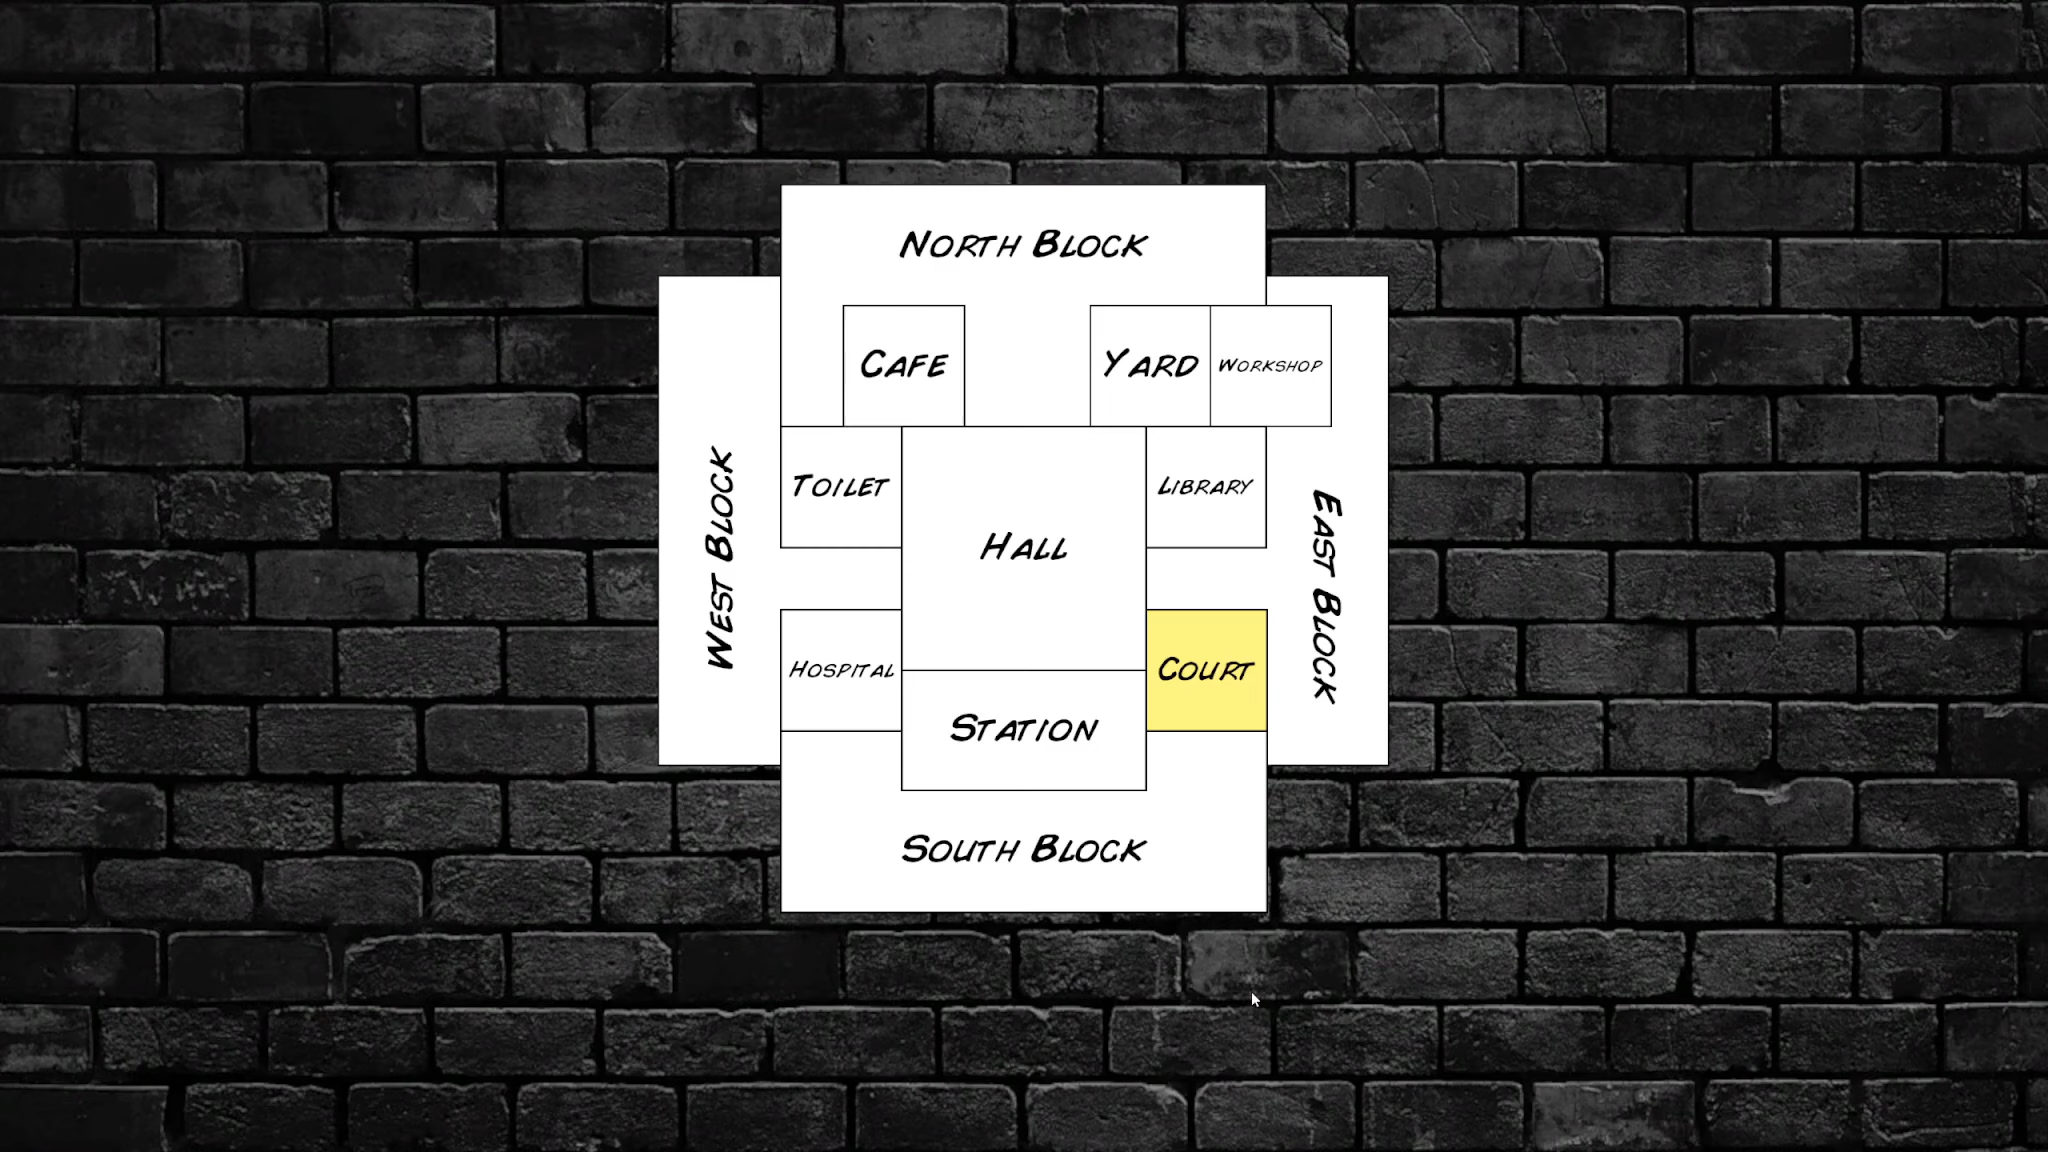 North Block
Cafe
Yard
Workshop
West Block
Toilet
Library
Hall
East Block
Hospital
Court
Station
South Block